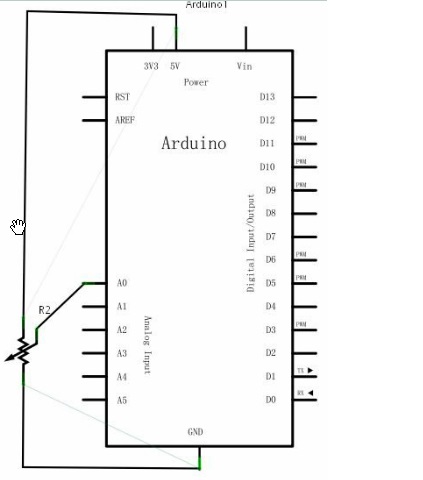 Arduino1
3V3 5V Vin
Power
RST D13
AREF D12
Arduino
D11 PWM
D10 PWM
D9 PWM
D8
D7
D6 PWM
A0 D5 PWM
A1 D4
A2 D3 PWM
A3 D2
A4 D1 TX
A5 D0 RX
R2
Analog Input
Digital Input/Output
GND